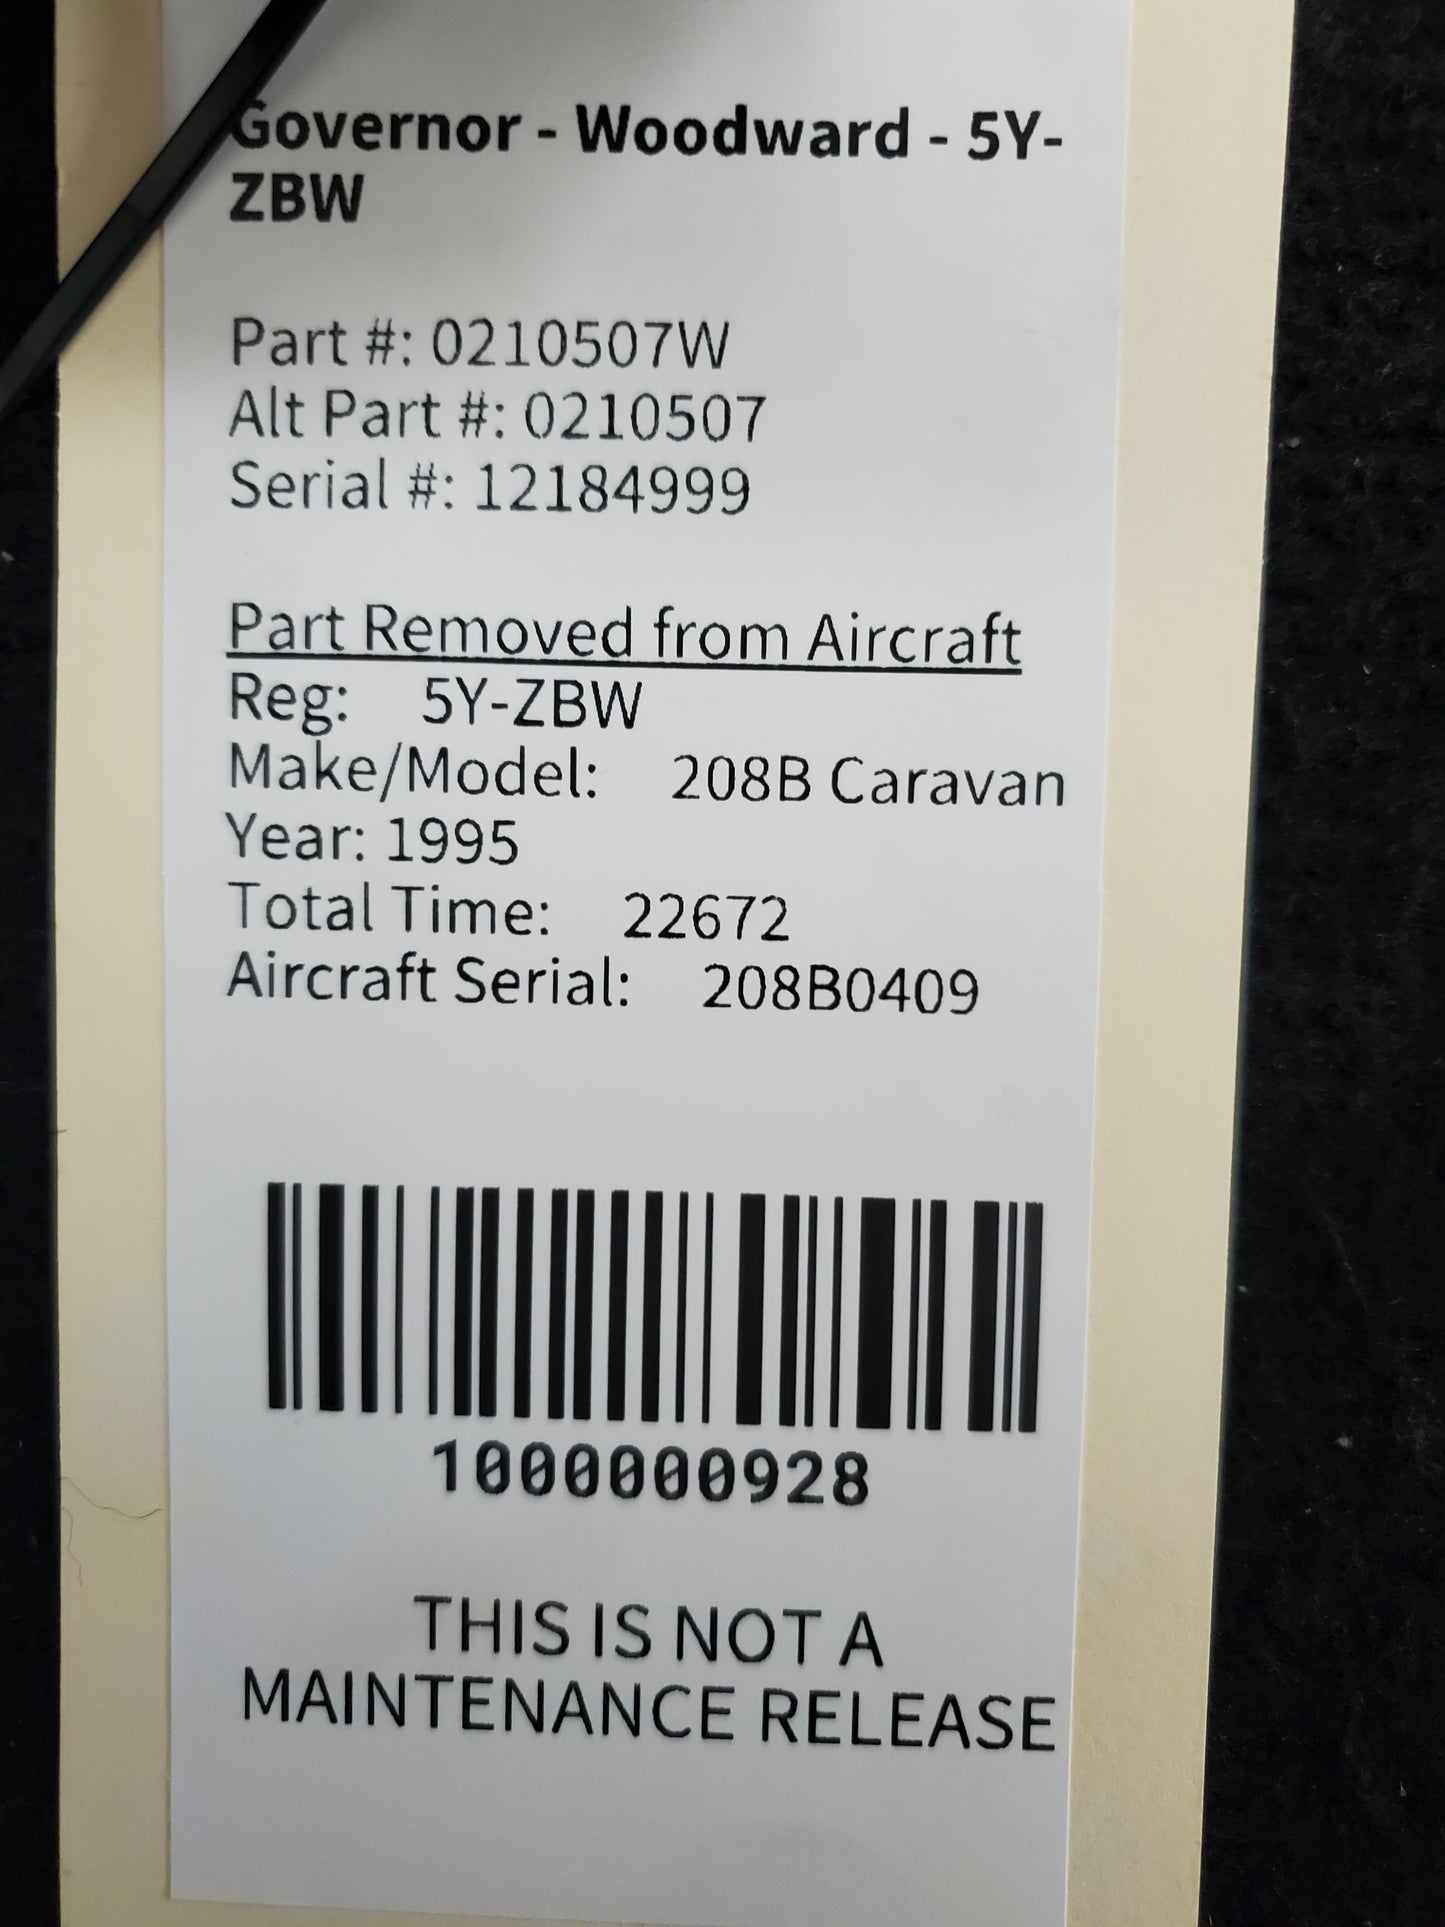 Governor - Woodward - 5Y-
ZBW
Part #: 0210507W
Alt Part #: 0210507
Serial #: 12184999
Part Removed from Aircraft
Reg: 5Y-ZBW
Make/Model: 208B Caravan
Year: 1995
Total Time: 22672
Aircraft Serial: 208B0409
1000000928
THIS IS NOT A
MAINTENANCE RELEASE